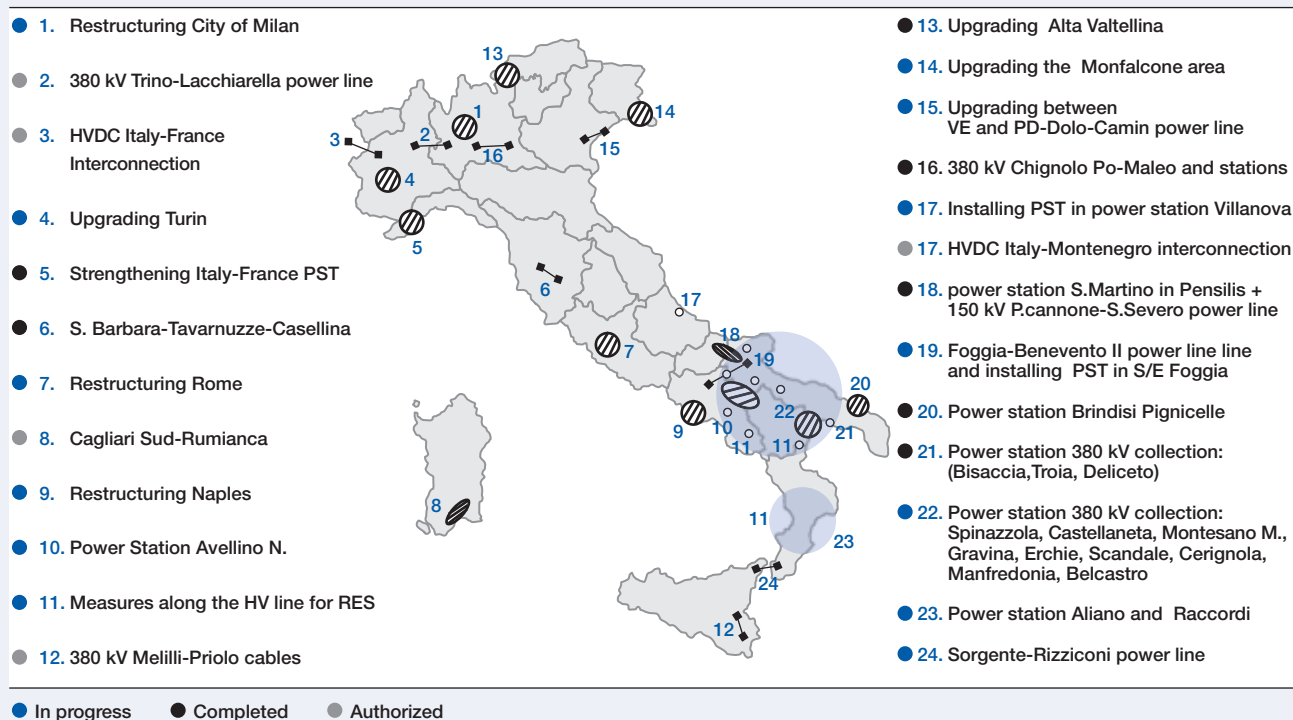 1. Restructuring City of Milan
2. 380 kV Trino-Lacchiarella power line
3. HVDC Italy-France
Interconnection
4. Upgrading Turin
5. Strengthening Italy-France PST
6. S. Barbara-Tavarnuzze-Casellina
7. Restructuring Rome
8. Cagliari Sud-Rumianca
9. Restructuring Naples
10. Power Station Avellino N.
11. Measures along the HV line for RES
12. 380 kV Melilli-Priolo cables
13
1
14
3
2
16
15
4
5
6
17
18
7
19
20
22
9
10
21
11
11
8
11
23
24
12
13. Upgrading Alta Valtellina
14. Upgrading the Monfalcone area
15. Upgrading between
VE and PD-Dolo-Camin power line
16. 380 kV Chignolo Po-Maleo and stations
17. Installing PST in power station Villanova
17. HVDC Italy-Montenegro interconnection
18. power station S.Martino in Pensilis +
150 kV P.cannone-S.Severo power line
19. Foggia-Benevento II power line line
and installing PST in S/E Foggia
20. Power station Brindisi Pignicelle
21. Power station 380 kV collection:
(Bisaccia,Troia, Deliceto)
22. Power station 380 kV collection:
Spinazzola, Castellaneta, Montesano M.,
Gravina, Erchie, Scandale, Cerignola,
Manfredonia, Belcastro
23. Power station Aliano and Raccordi
24. Sorgente-Rizziconi power line
In progress Completed Authorized